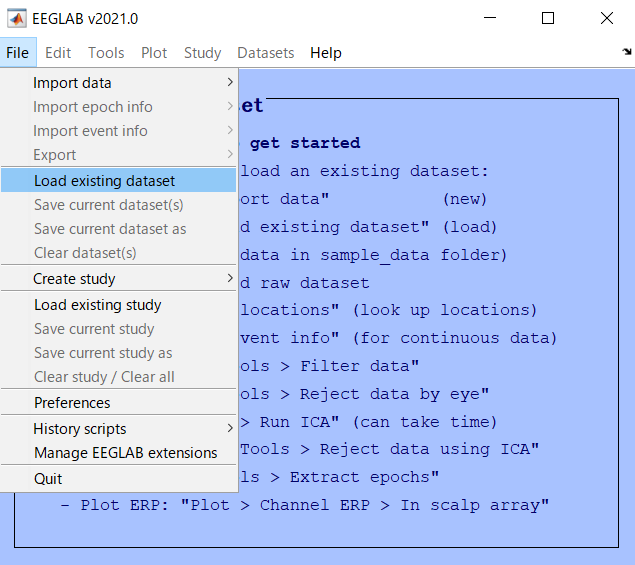 EEGLAB v2021.0
File Edit Tools Plot Study Datasets Help
Import data
Import epoch info
Import event info
Export
Load existing dataset
Save current dataset(s)
Save current dataset as
Clear dataset(s)
Create study
Load existing study
Save current study
Save current study as
Clear study / Clear all
Preferences
History scripts
Manage EEGLAB extensions
Quit
et
get started
load an existing dataset:
ort data" (new)
d existing dataset" (load)
data in sample_data folder)
d raw dataset
locations" (look up locations)
vent info" (for continuous data)
ols > Filter data"
ols > Reject data by eye"
> Run ICA" (can take time)
Tools > Reject data using ICA"
ls > Extract epochs"
- Plot ERP: "Plot > Channel ERP > In scalp array"